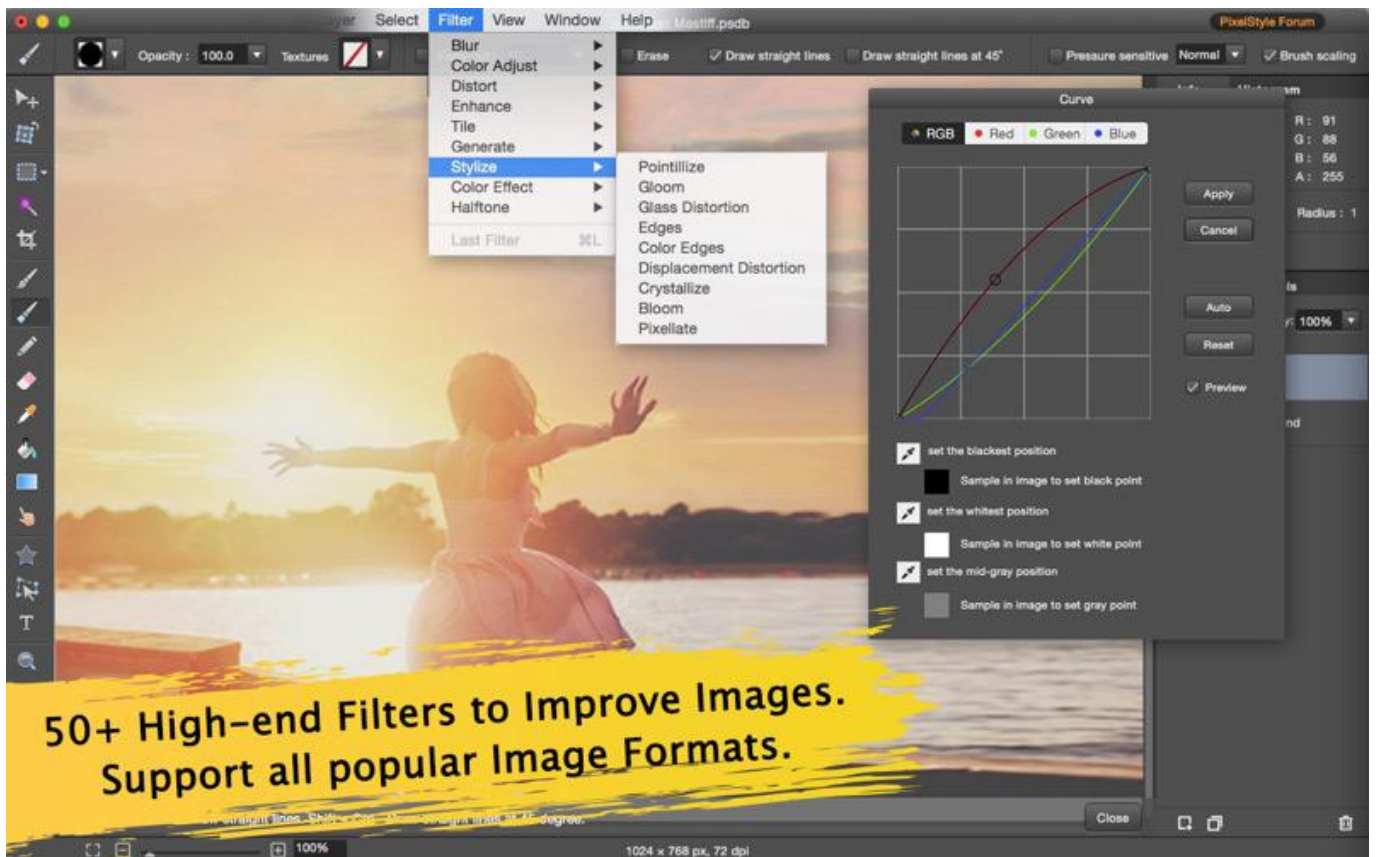 Select Filter View Window Help Mastiff.psdb
PixelStyle Forum
Opacity : 100.0 Textures Erase Draw straight lines Draw straight lines at 45° Pressure sensitive Normal Brush scaling
Blur
Color Adjust
Distort
Enhance
Tile
Generate
Stylize
Color Effect
Halftone
Last Filter ⌘L
Pointillize
Gloom
Glass Distortion
Edges
Color Edges
Displacement Distortion
Crystallize
Bloom
Pixellate
Curve
RGB Red Green Blue
Apply
Cancel
Auto
Reset
Preview
set the blackest position
Sample in image to set black point
set the whitest position
Sample in image to set white point
set the mid-gray position
Sample in image to set gray point
R : 91
G : 88
B : 56
A : 255
Radius : 1
100%
50+ High-end Filters to Improve Images.
Support all popular Image Formats.
Close
100%
1024 × 768 px, 72 dpi